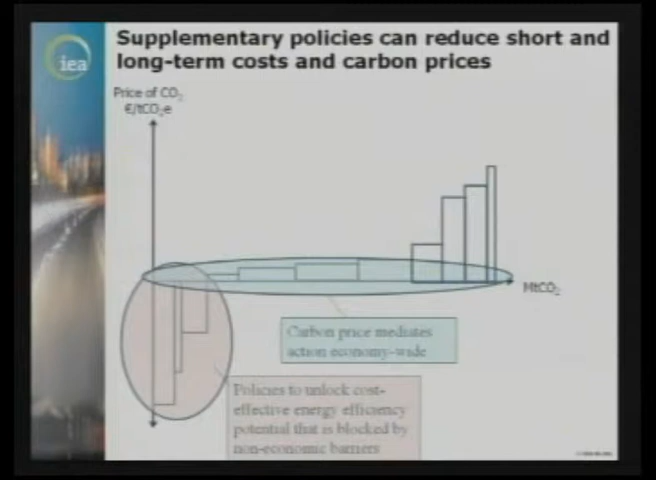 iea
Supplementary policies can reduce short and
long-term costs and carbon prices
Price of CO₂
€/tCO₂e
MtCO₂
Carbon price mediates
action economy-wide
Policies to unlock cost-
effective energy efficiency
potential that is blocked by
non-economic barriers